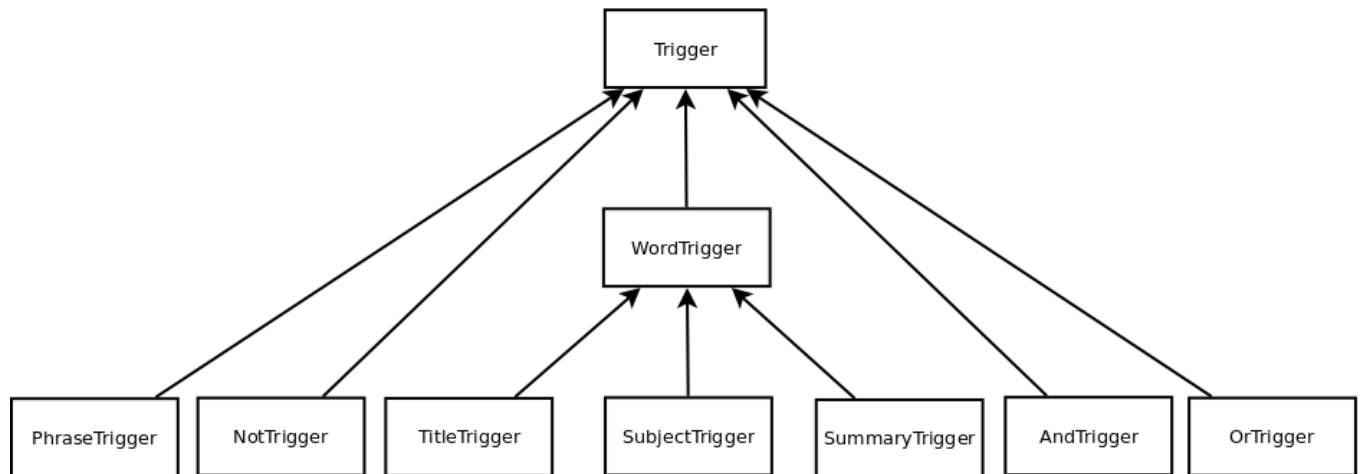 Trigger
WordTrigger
PhraseTrigger
NotTrigger
TitleTrigger
SubjectTrigger
SummaryTrigger
AndTrigger
OrTrigger